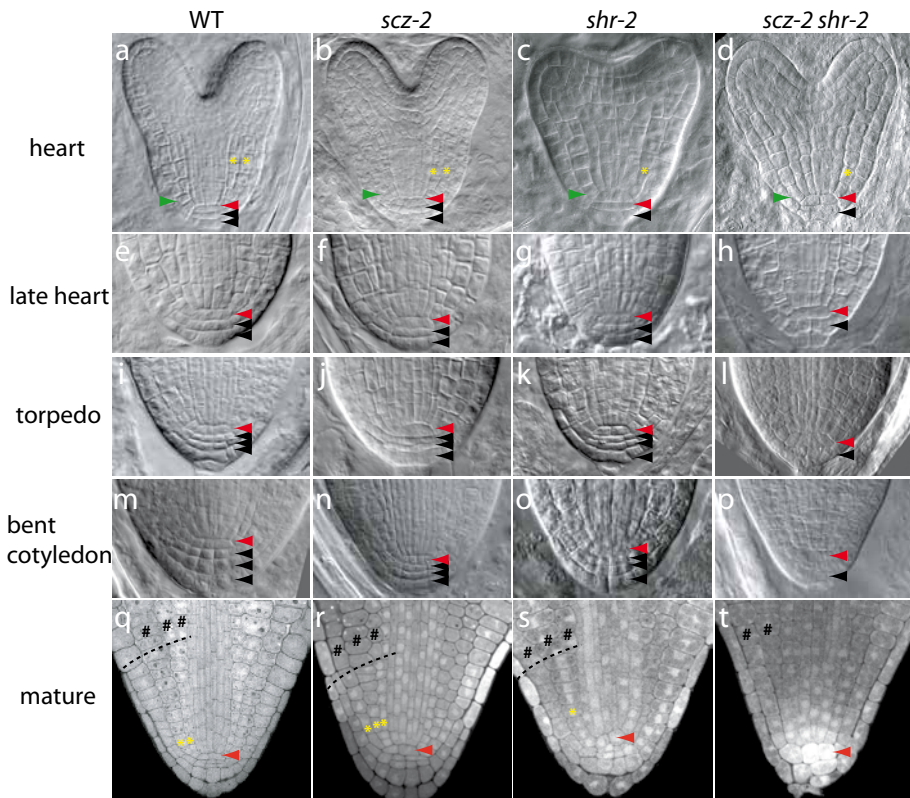 WT scz-2 shr-2 scz-2 shr-2
heart a b c d
* * * * * *
late heart e f g h
torpedo i j k l
bent cotyledon m n o p
mature q r s t
# # # # # # # # # # #
* * * * * *